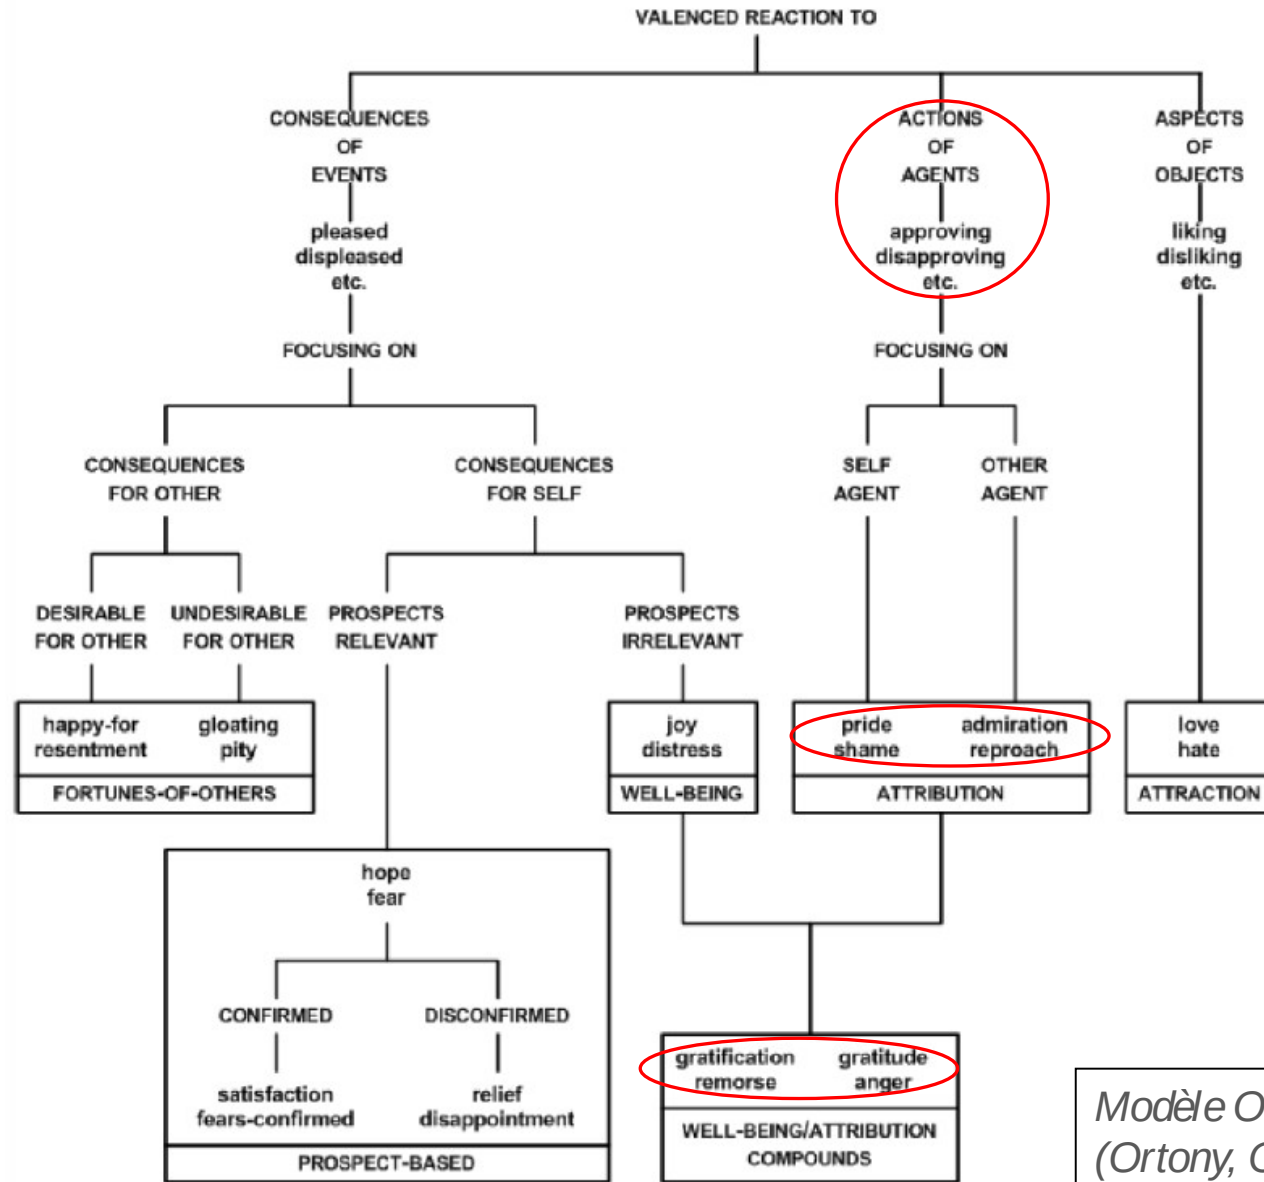 VALENCED REACTION TO
CONSEQUENCES
OF
EVENTS
pleased
displeased
etc.
ACTIONS
OF
AGENTS
approving
disapproving
etc.
ASPECTS
OF
OBJECTS
liking
disliking
etc.
FOCUSING ON
FOCUSING ON
CONSEQUENCES
FOR OTHER
CONSEQUENCES
FOR SELF
SELF
AGENT
OTHER
AGENT
DESIRABLE
FOR OTHER
UNDESIRABLE
FOR OTHER
PROSPECTS
RELEVANT
PROSPECTS
IRRELEVANT
happy-for
resentment
gloating
pity
FORTUNES-OF-OTHERS
joy
distress
WELL-BEING
pride
shame
admiration
reproach
ATTRIBUTION
love
hate
ATTRACTION
hope
fear
CONFIRMED
DISCONFIRMED
satisfaction
fears-confirmed
relief
disappointment
PROSPECT-BASED
gratification
remorse
gratitude
anger
WELL-BEING/ATTRIBUTION
COMPOUNDS
Modèle
(Ortony,